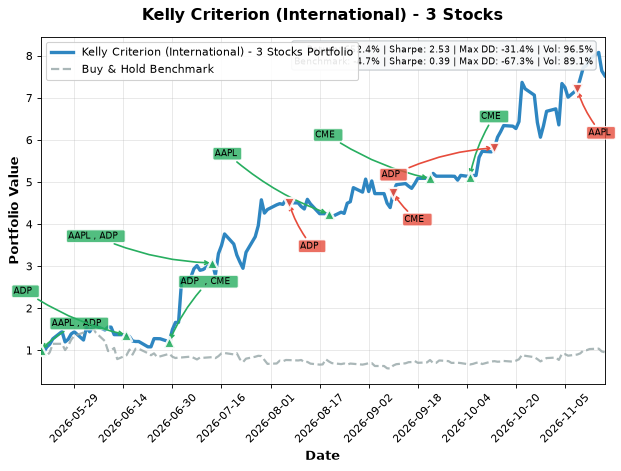 Kelly Criterion (International) - 3 Stocks
Kelly Criterion (International) - 3 Stocks Portfolio
Buy & Hold Benchmark
2.4% | Sharpe: 2.53 | Max DD: -31.4% | Vol: 96.5%
4.7% | Sharpe: 0.39 | Max DD: -67.3% | Vol: 89.1%
8
7
6
5
4
3
2
1
Portfolio Value
CME
CME
AAPL
AAPL
ADP
CME
AAPL , ADP
ADP
ADP , CME
ADP
AAPL , ADP
2026-05-29
2026-06-14
2026-06-30
2026-07-16
2026-08-01
2026-08-17
2026-09-02
2026-09-18
2026-10-04
2026-10-20
2026-11-05
Date